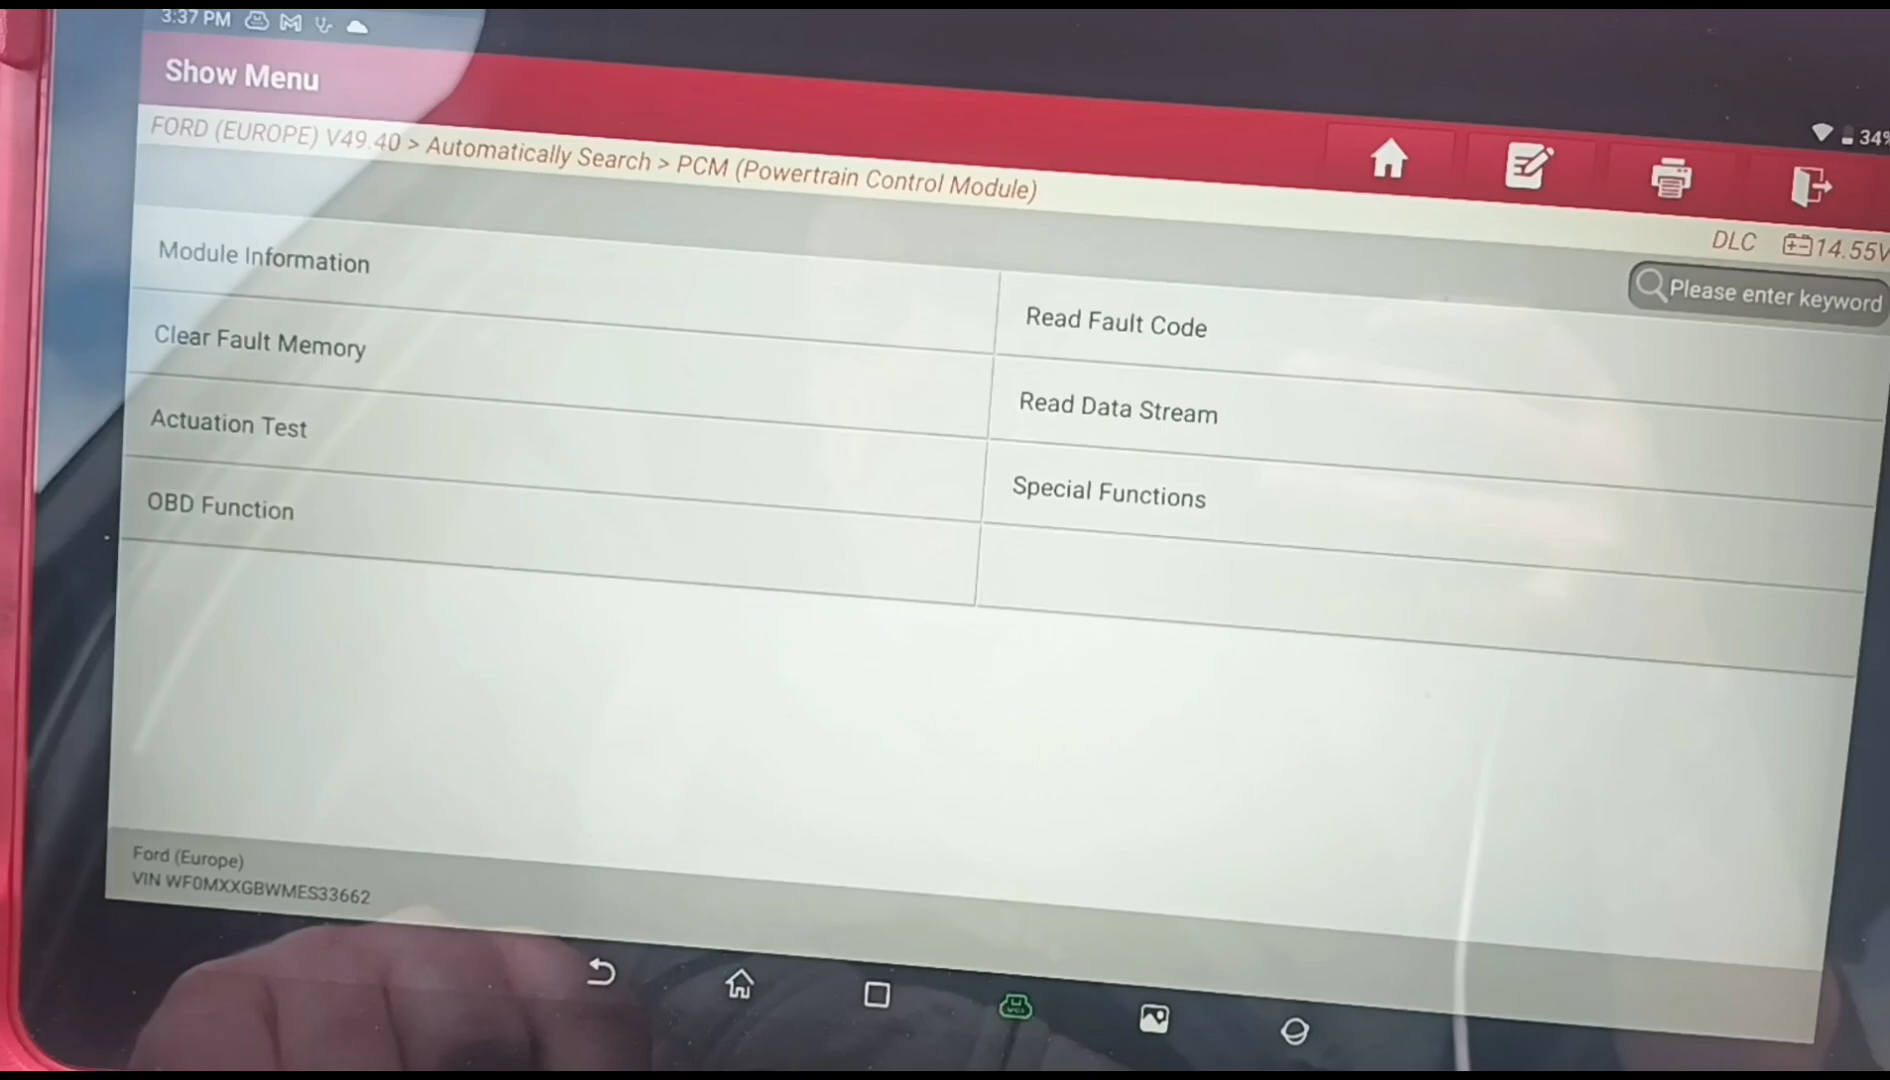 3:37 PM
34%
Show Menu
FORD (EUROPE) V49.40 > Automatically Search > PCM (Powertrain Control Module)
DLC 14.55V
Please enter keyword
Module Information
Read Fault Code
Clear Fault Memory
Read Data Stream
Actuation Test
Special Functions
OBD Function
Ford (Europe)
VIN WF0MXXGBWMES33662
VCI